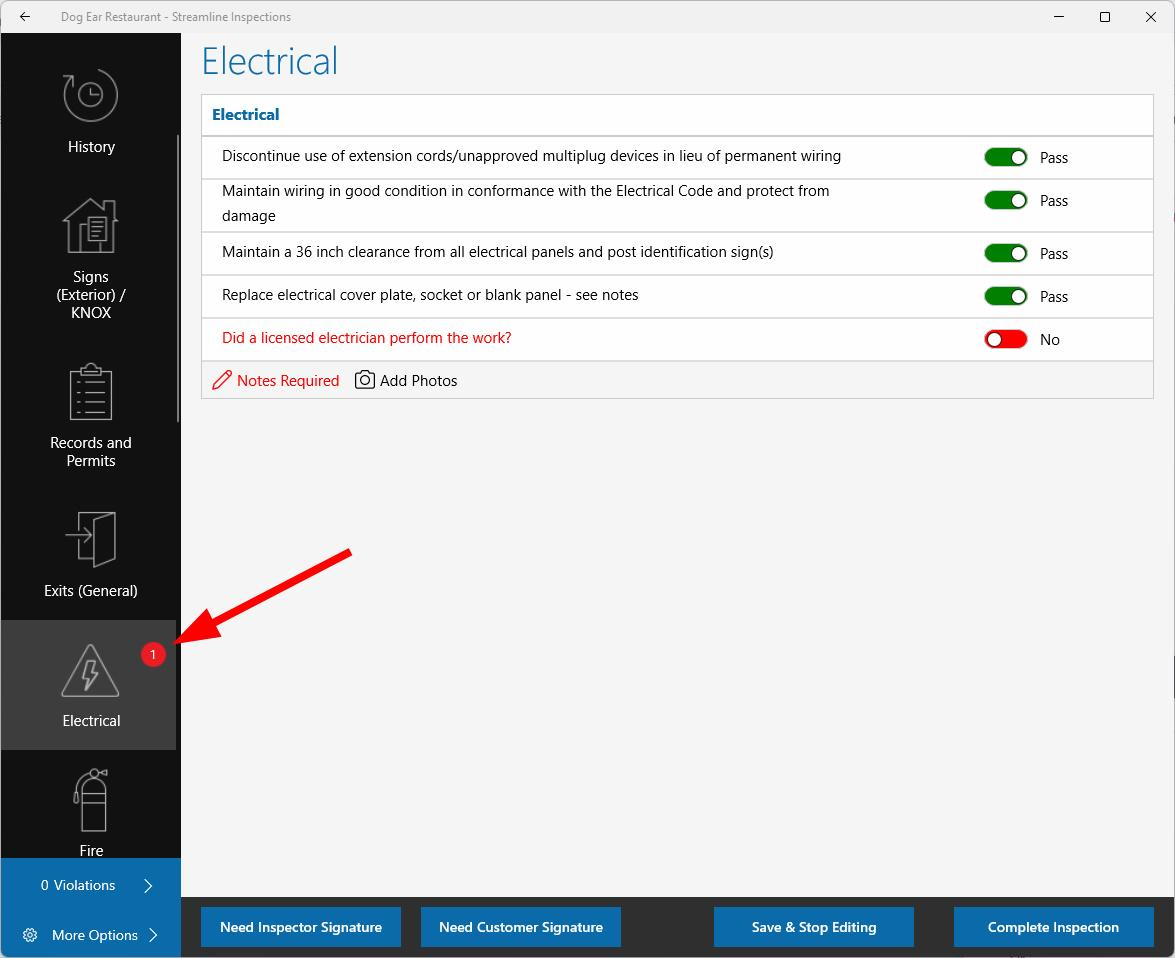 Dog Ear Restaurant - Streamline Inspections
History
Signs
(Exterior) /
KNOX
Records and
Permits
Exits (General)
1
Electrical
Fire
0 Violations
More Options
Electrical
Electrical
Discontinue use of extension cords/unapproved multiplug devices in lieu of permanent wiring
Pass
Maintain wiring in good condition in conformance with the Electrical Code and protect from
damage
Pass
Maintain a 36 inch clearance from all electrical panels and post identification sign(s)
Pass
Replace electrical cover plate, socket or blank panel - see notes
Pass
Did a licensed electrician perform the work?
No
Notes Required
Add Photos
Need Inspector Signature
Need Customer Signature
Save & Stop Editing
Complete Inspection